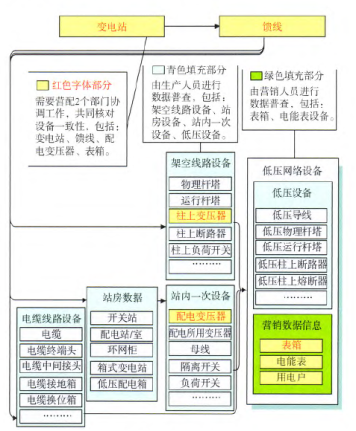 变电站
馈线
红色字体部分
需要营配2个部门协
调工作，共同核对
设备一致性，包括：
变电站、馈线、配
电变压器、表箱。
青色填充部分
由生产人员进行
数据普查，包括：
架空线路设备、站
房设备、站内一次
设备、低压设备。
绿色填充部分
由营销人员进行
数据普查，包括：
表箱、电能表设备。
架空线路设备
物理杆塔
运行杆塔
柱上变压器
柱上断路器
柱上负荷开关
………
低压网络设备
低压设备
低压导线
低压物理杆塔
低压运行杆塔
低压柱上断路器
低压柱上熔断器
………
营销数据信息
表箱
电能表
用电户
电缆线路设备
电缆
电缆终端头
电缆中间接头
电缆接地箱
电缆换位箱
………
站房数据
开关站
配电站/室
环网柜
箱式变电站
低压配电箱
站内一次设备
配电变压器
配电所用变压器
母线
隔离开关
负荷开关
………